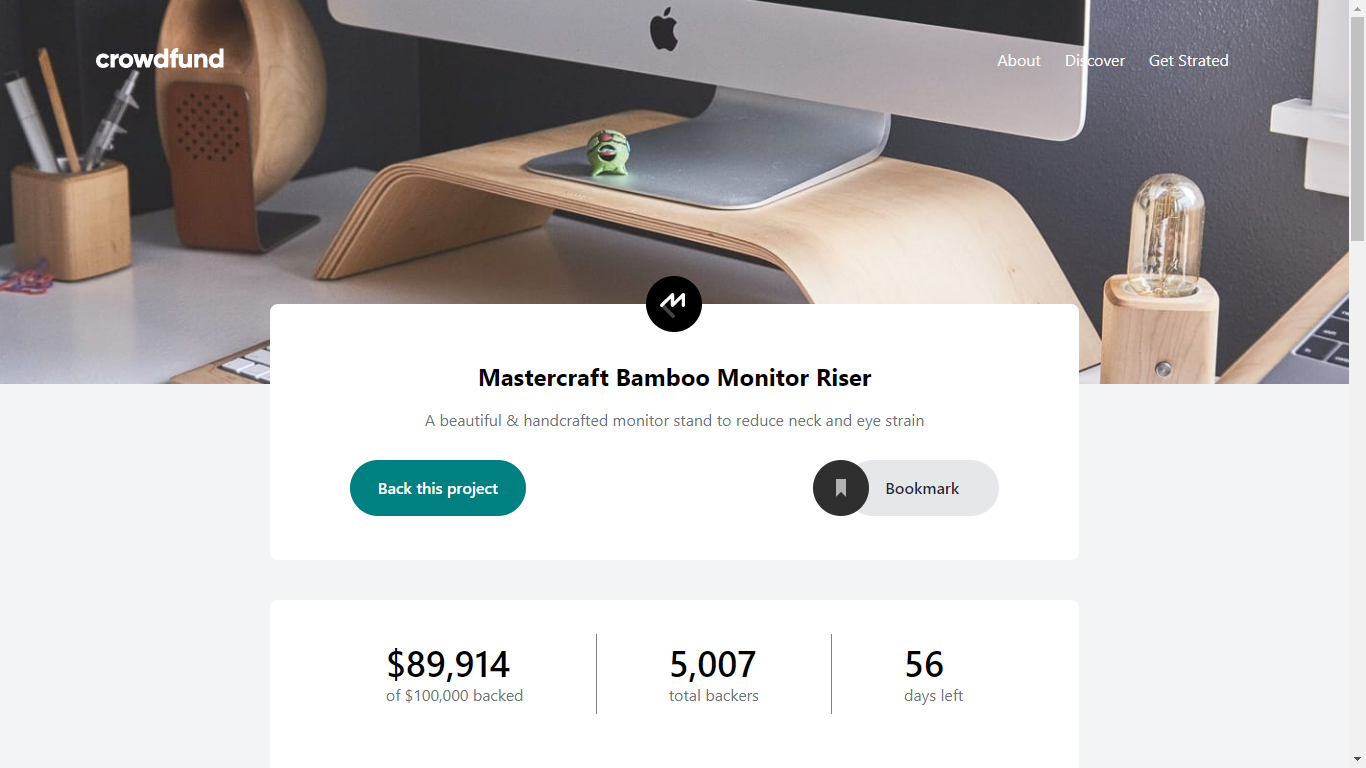 crowdfund
About Discover Get Strated
Mastercraft Bamboo Monitor Riser
A beautiful & handcrafted monitor stand to reduce neck and eye strain
Back this project Bookmark
$89,914 5,007 56
of $100,000 backed total backers days left